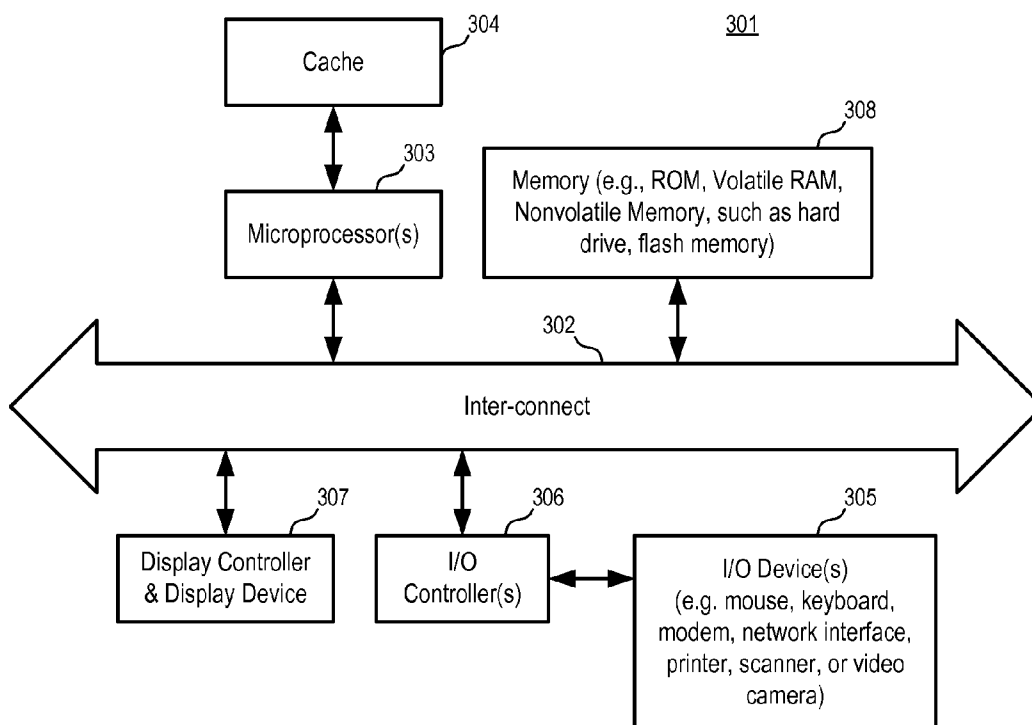 304
301
Cache
308
303
Memory (e.g., ROM, Volatile RAM,
Nonvolatile Memory, such as hard
drive, flash memory)
Microprocessor(s)
302
Inter-connect
307
306
305
Display Controller
& Display Device
I/O
Controller(s)
I/O Device(s)
(e.g. mouse, keyboard,
modem, network interface,
printer, scanner, or video
camera)